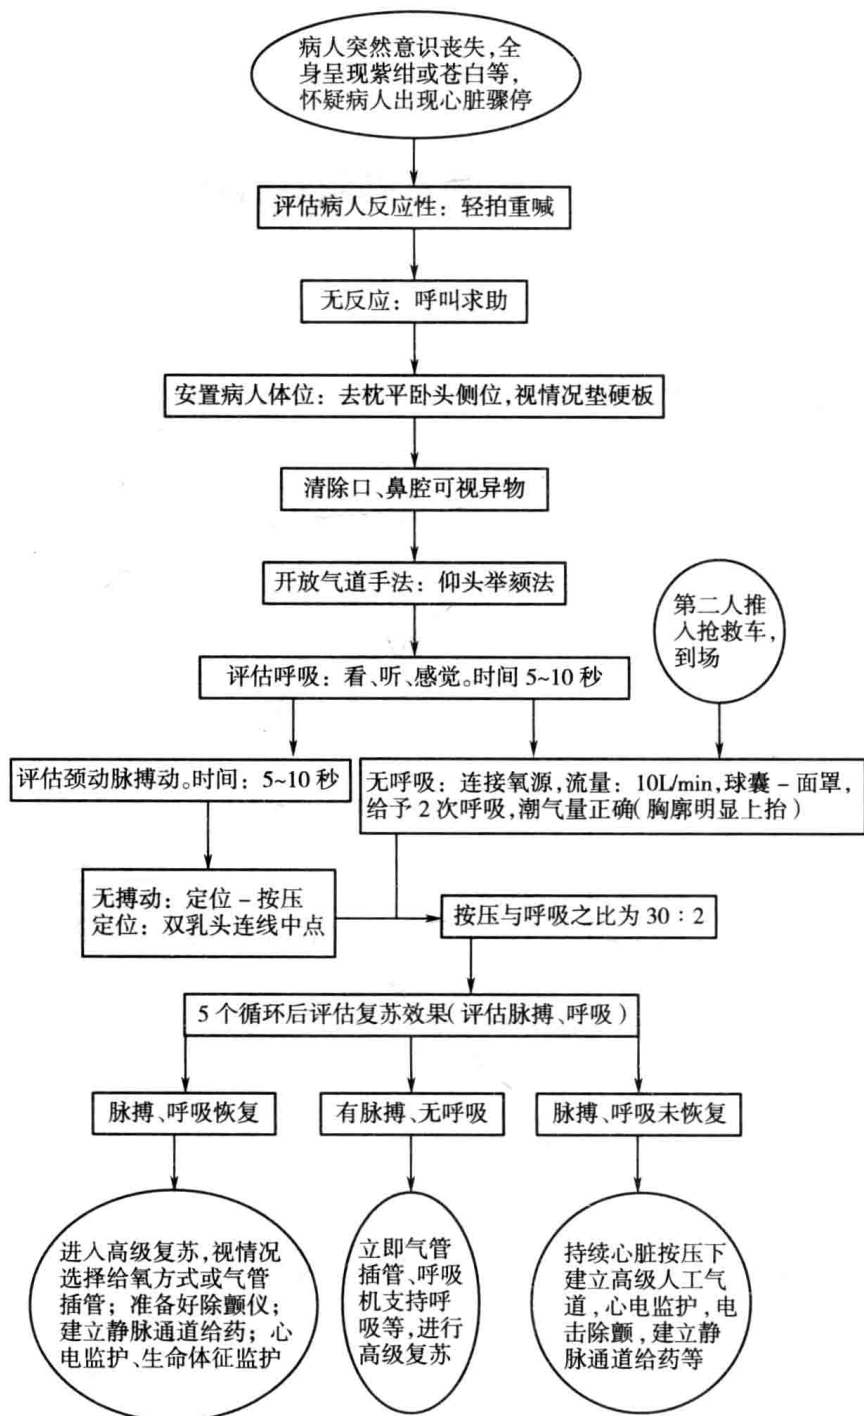 病人突然意识丧失，全
身呈现紫绀或苍白等，
怀疑病人出现心脏骤停
评估病人反应性：轻拍重喊
无反应：呼叫求助
安置病人体位：去枕平卧头侧位，视情况垫硬板
清除口、鼻腔可视异物
开放气道手法：仰头举颏法
第二人推
入抢救车，
到场
评估呼吸：看、听、感觉。时间5~10秒
评估颈动脉搏动。时间：5~10秒
无呼吸：连接氧源，流量：10L/min，球囊－面罩，
给予2次呼吸，潮气量正确（胸廓明显上抬）
无搏动：定位－按压
定位：双乳头连线中点
按压与呼吸之比为30：2
5个循环后评估复苏效果（评估脉搏、呼吸）
脉搏、呼吸恢复
有脉搏、无呼吸
脉搏、呼吸未恢复
进入高级复苏，视情况
选择给氧方式或气管
插管；准备好除颤仪；
建立静脉通道给药；心
电监护、生命体征监护
立即气管
插管、呼吸
机支持呼
吸等，进行
高级复苏
持续心脏按压下
建立高级人工气
道，心电监护，电
击除颤，建立静
脉通道给药等